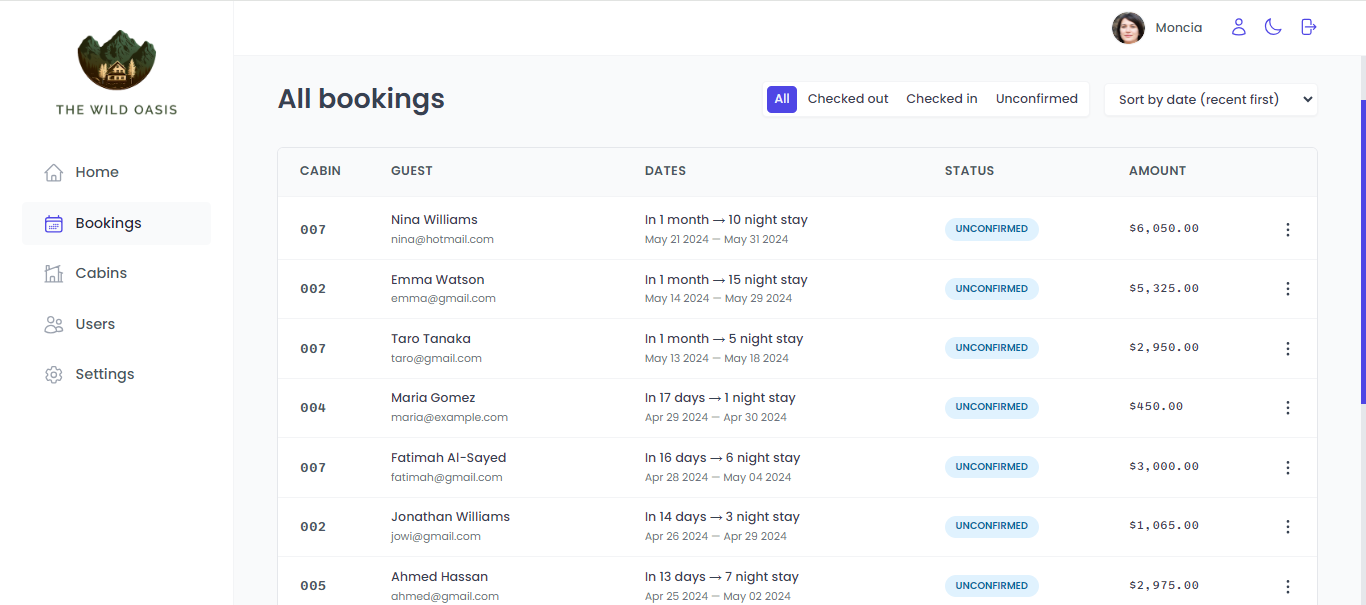 Moncia
THE WILD OASIS
Home
Bookings
Cabins
Users
Settings
All bookings
All Checked out Checked in Unconfirmed Sort by date (recent first)
CABIN GUEST DATES STATUS AMOUNT
007 Nina Williams In 1 month → 10 night stay UNCONFIRMED $6,050.00
nina@hotmail.com May 21 2024 — May 31 2024
002 Emma Watson In 1 month → 15 night stay UNCONFIRMED $5,325.00
emma@gmail.com May 14 2024 — May 29 2024
007 Taro Tanaka In 1 month → 5 night stay UNCONFIRMED $2,950.00
taro@gmail.com May 13 2024 — May 18 2024
004 Maria Gomez In 17 days → 1 night stay UNCONFIRMED $450.00
maria@example.com Apr 29 2024 — Apr 30 2024
007 Fatimah Al-Sayed In 16 days → 6 night stay UNCONFIRMED $3,000.00
fatimah@gmail.com Apr 28 2024 — May 04 2024
002 Jonathan Williams In 14 days → 3 night stay UNCONFIRMED $1,065.00
jowi@gmail.com Apr 26 2024 — Apr 29 2024
005 Ahmed Hassan In 13 days → 7 night stay UNCONFIRMED $2,975.00
ahmed@gmail.com Apr 25 2024 — May 02 2024